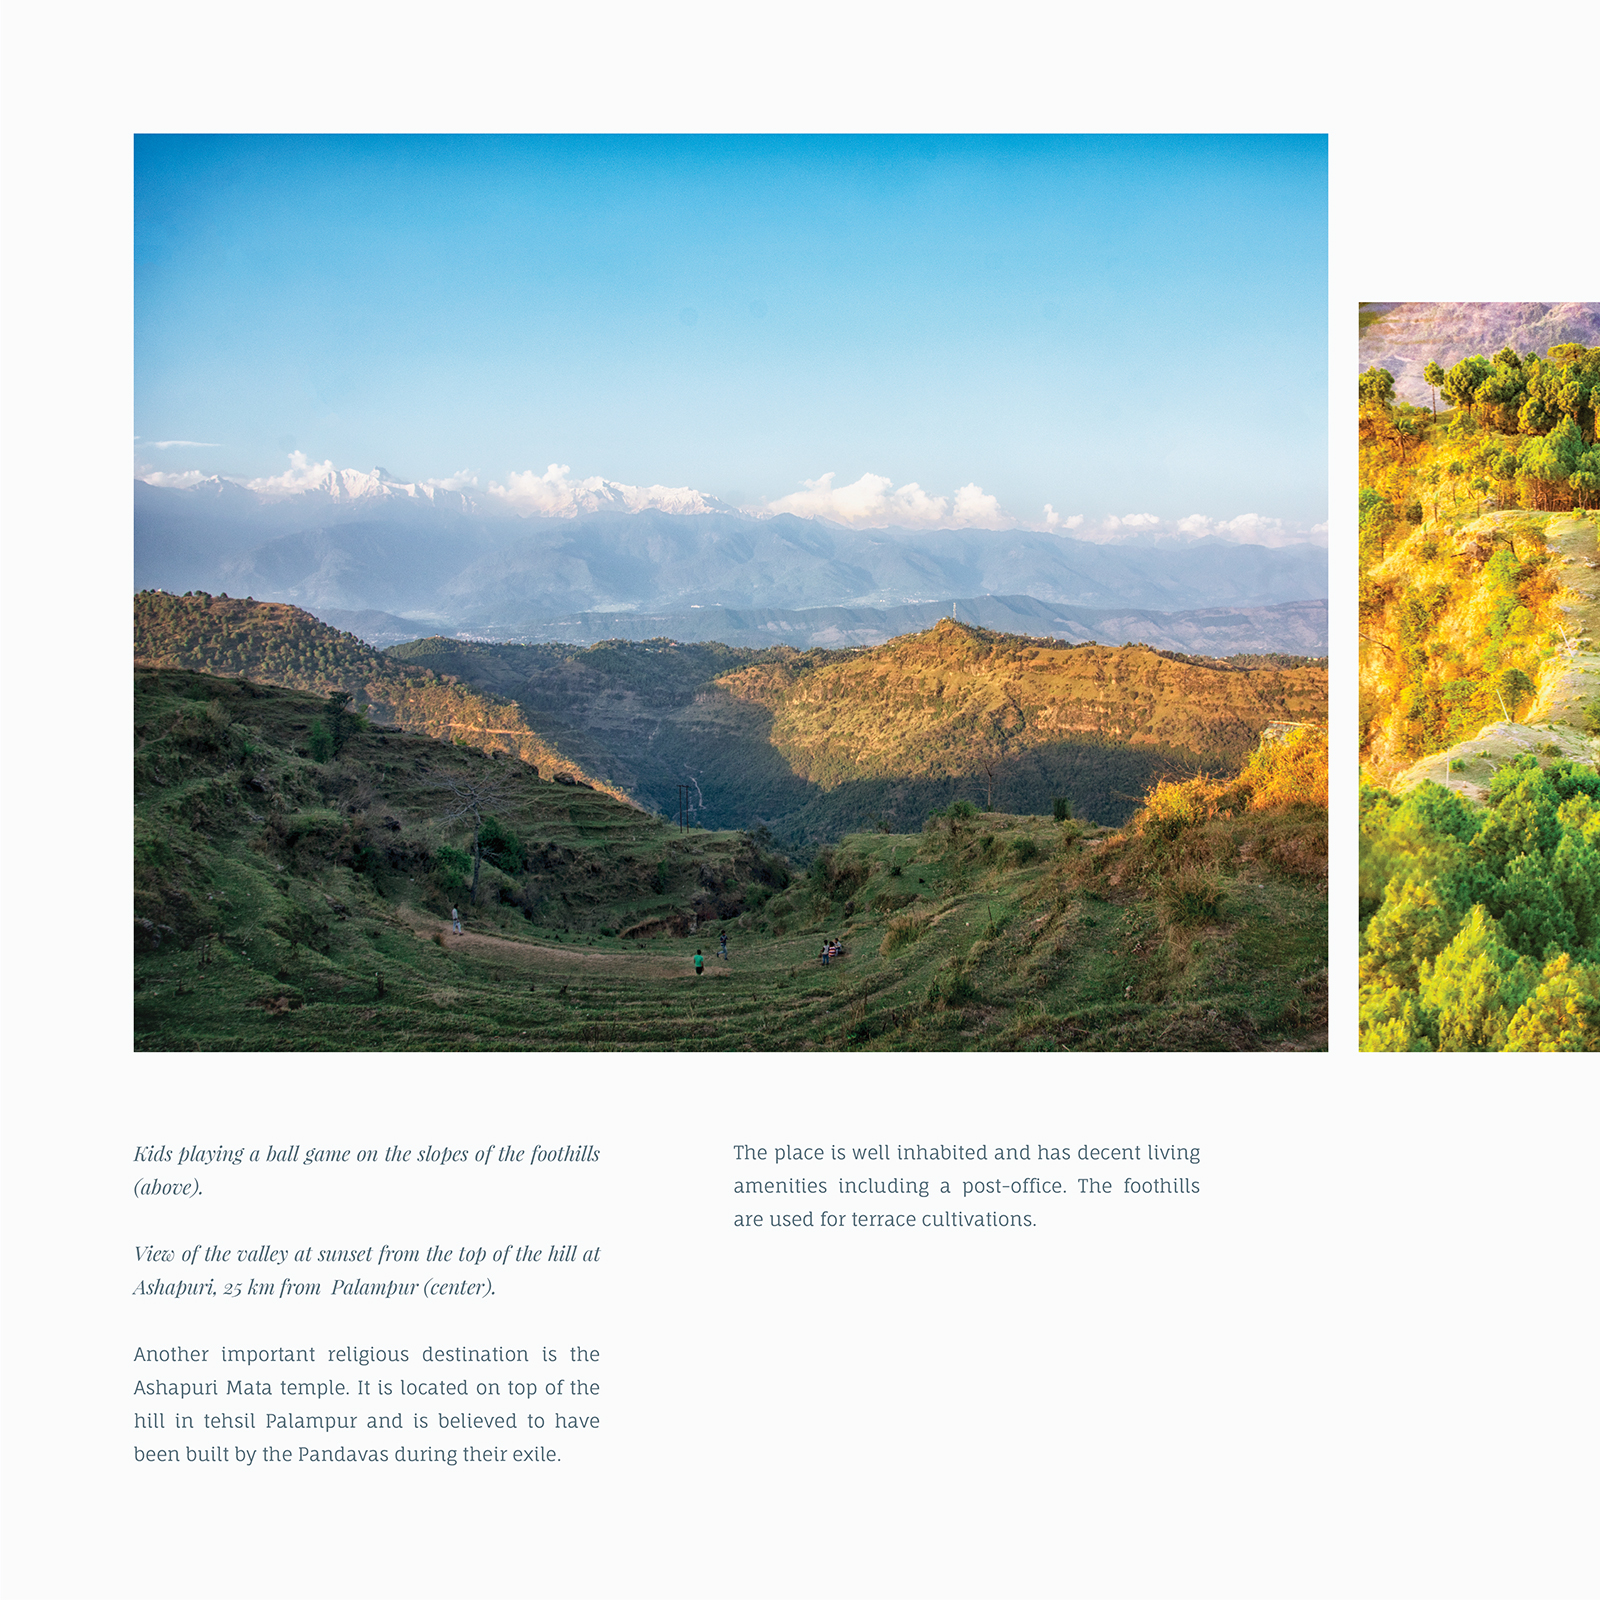 Kids playing a ball game on the slopes of the foothills
(above).
View of the valley at sunset from the top of the hill at
Ashapuri, 25 km from Palampur (center).
Another important religious destination is the
Ashapuri Mata temple. It is located on top of the
hill in tehsil Palampur and is believed to have
been built by the Pandavas during their exile.
The place is well inhabited and has decent living
amenities including a post-office. The foothills
are used for terrace cultivations.